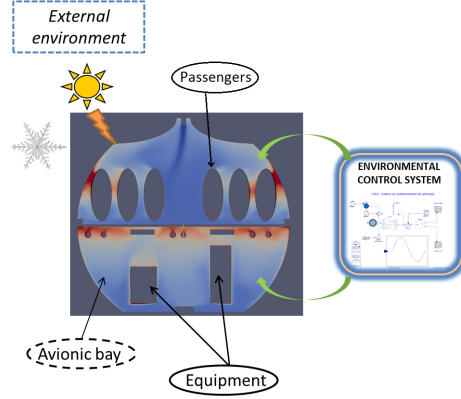 External
environment
Passengers
ENVIRONMENTAL
CONTROL SYSTEM
Avionic bay
Equipment